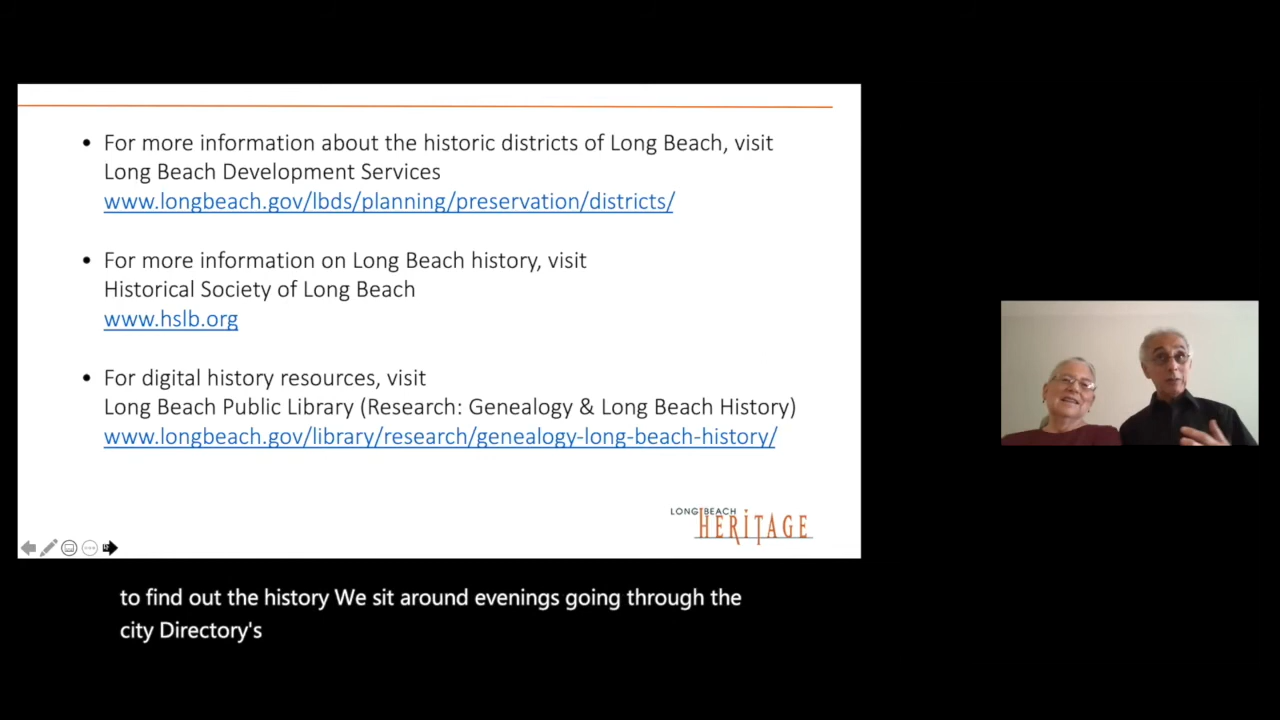 For more information about the historic districts of Long Beach, visit
Long Beach Development Services
www.longbeach.gov/lbds/planning/preservation/districts/
For more information on Long Beach history, visit
Historical Society of Long Beach
www.hslb.org
For digital history resources, visit
Long Beach Public Library (Research: Genealogy & Long Beach History)
www.longbeach.gov/library/research/genealogy-long-beach-history/
LONG BEACH
HERITAGE
to find out the history We sit around evenings going through the
city Directory's